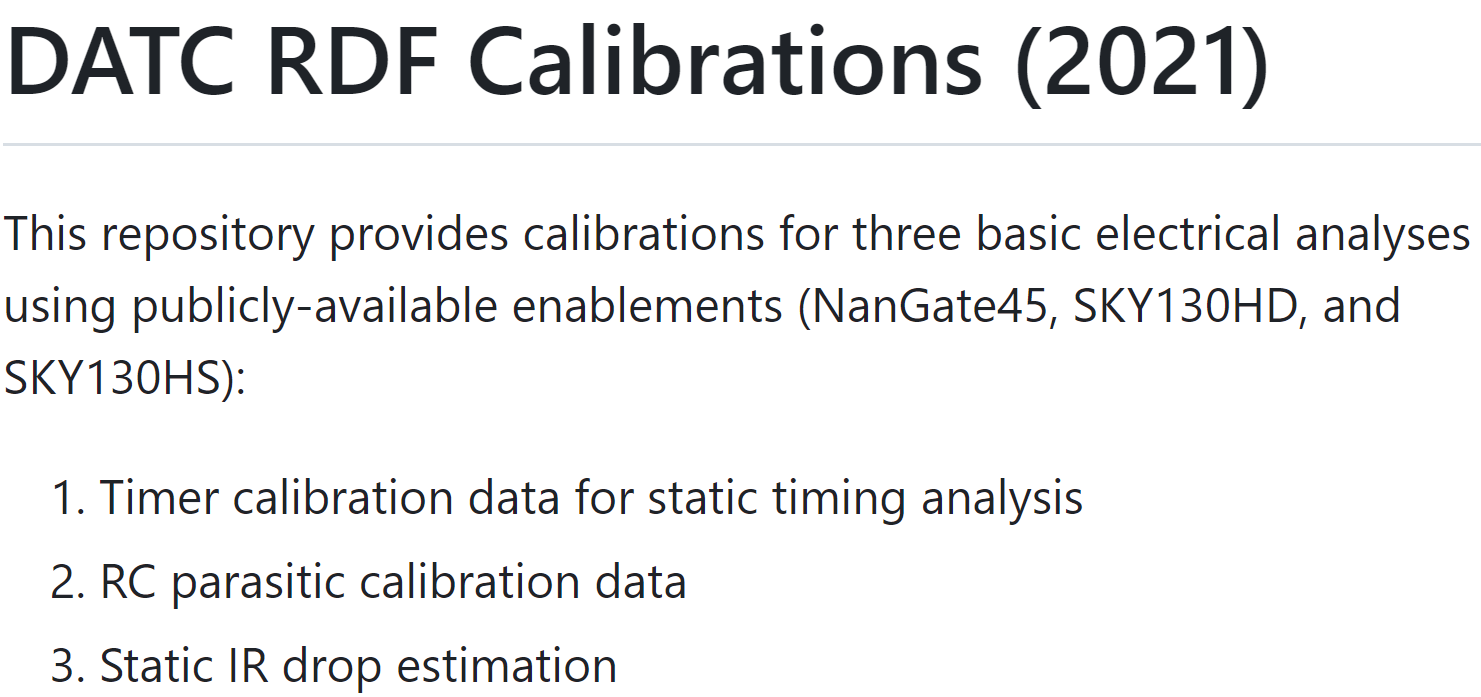 DATC RDF Calibrations (2021)
This repository provides calibrations for three basic electrical analyses
using publicly-available enablements (NanGate45, SKY130HD, and
SKY130HS):
1. Timer calibration data for static timing analysis
2. RC parasitic calibration data
3. Static IR drop estimation